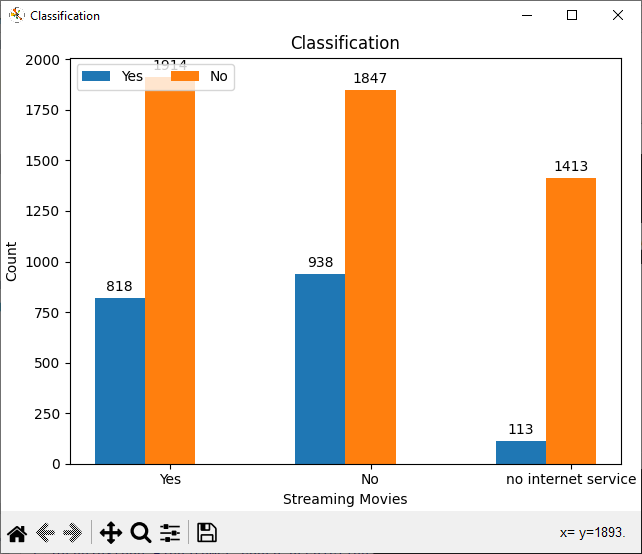 Classification
Classification
Yes No
1914
1847
1413
818
938
113
2000
1750
1500
1250
1000
750
500
250
0
Count
Yes No no internet service
Streaming Movies
x= y=1893.